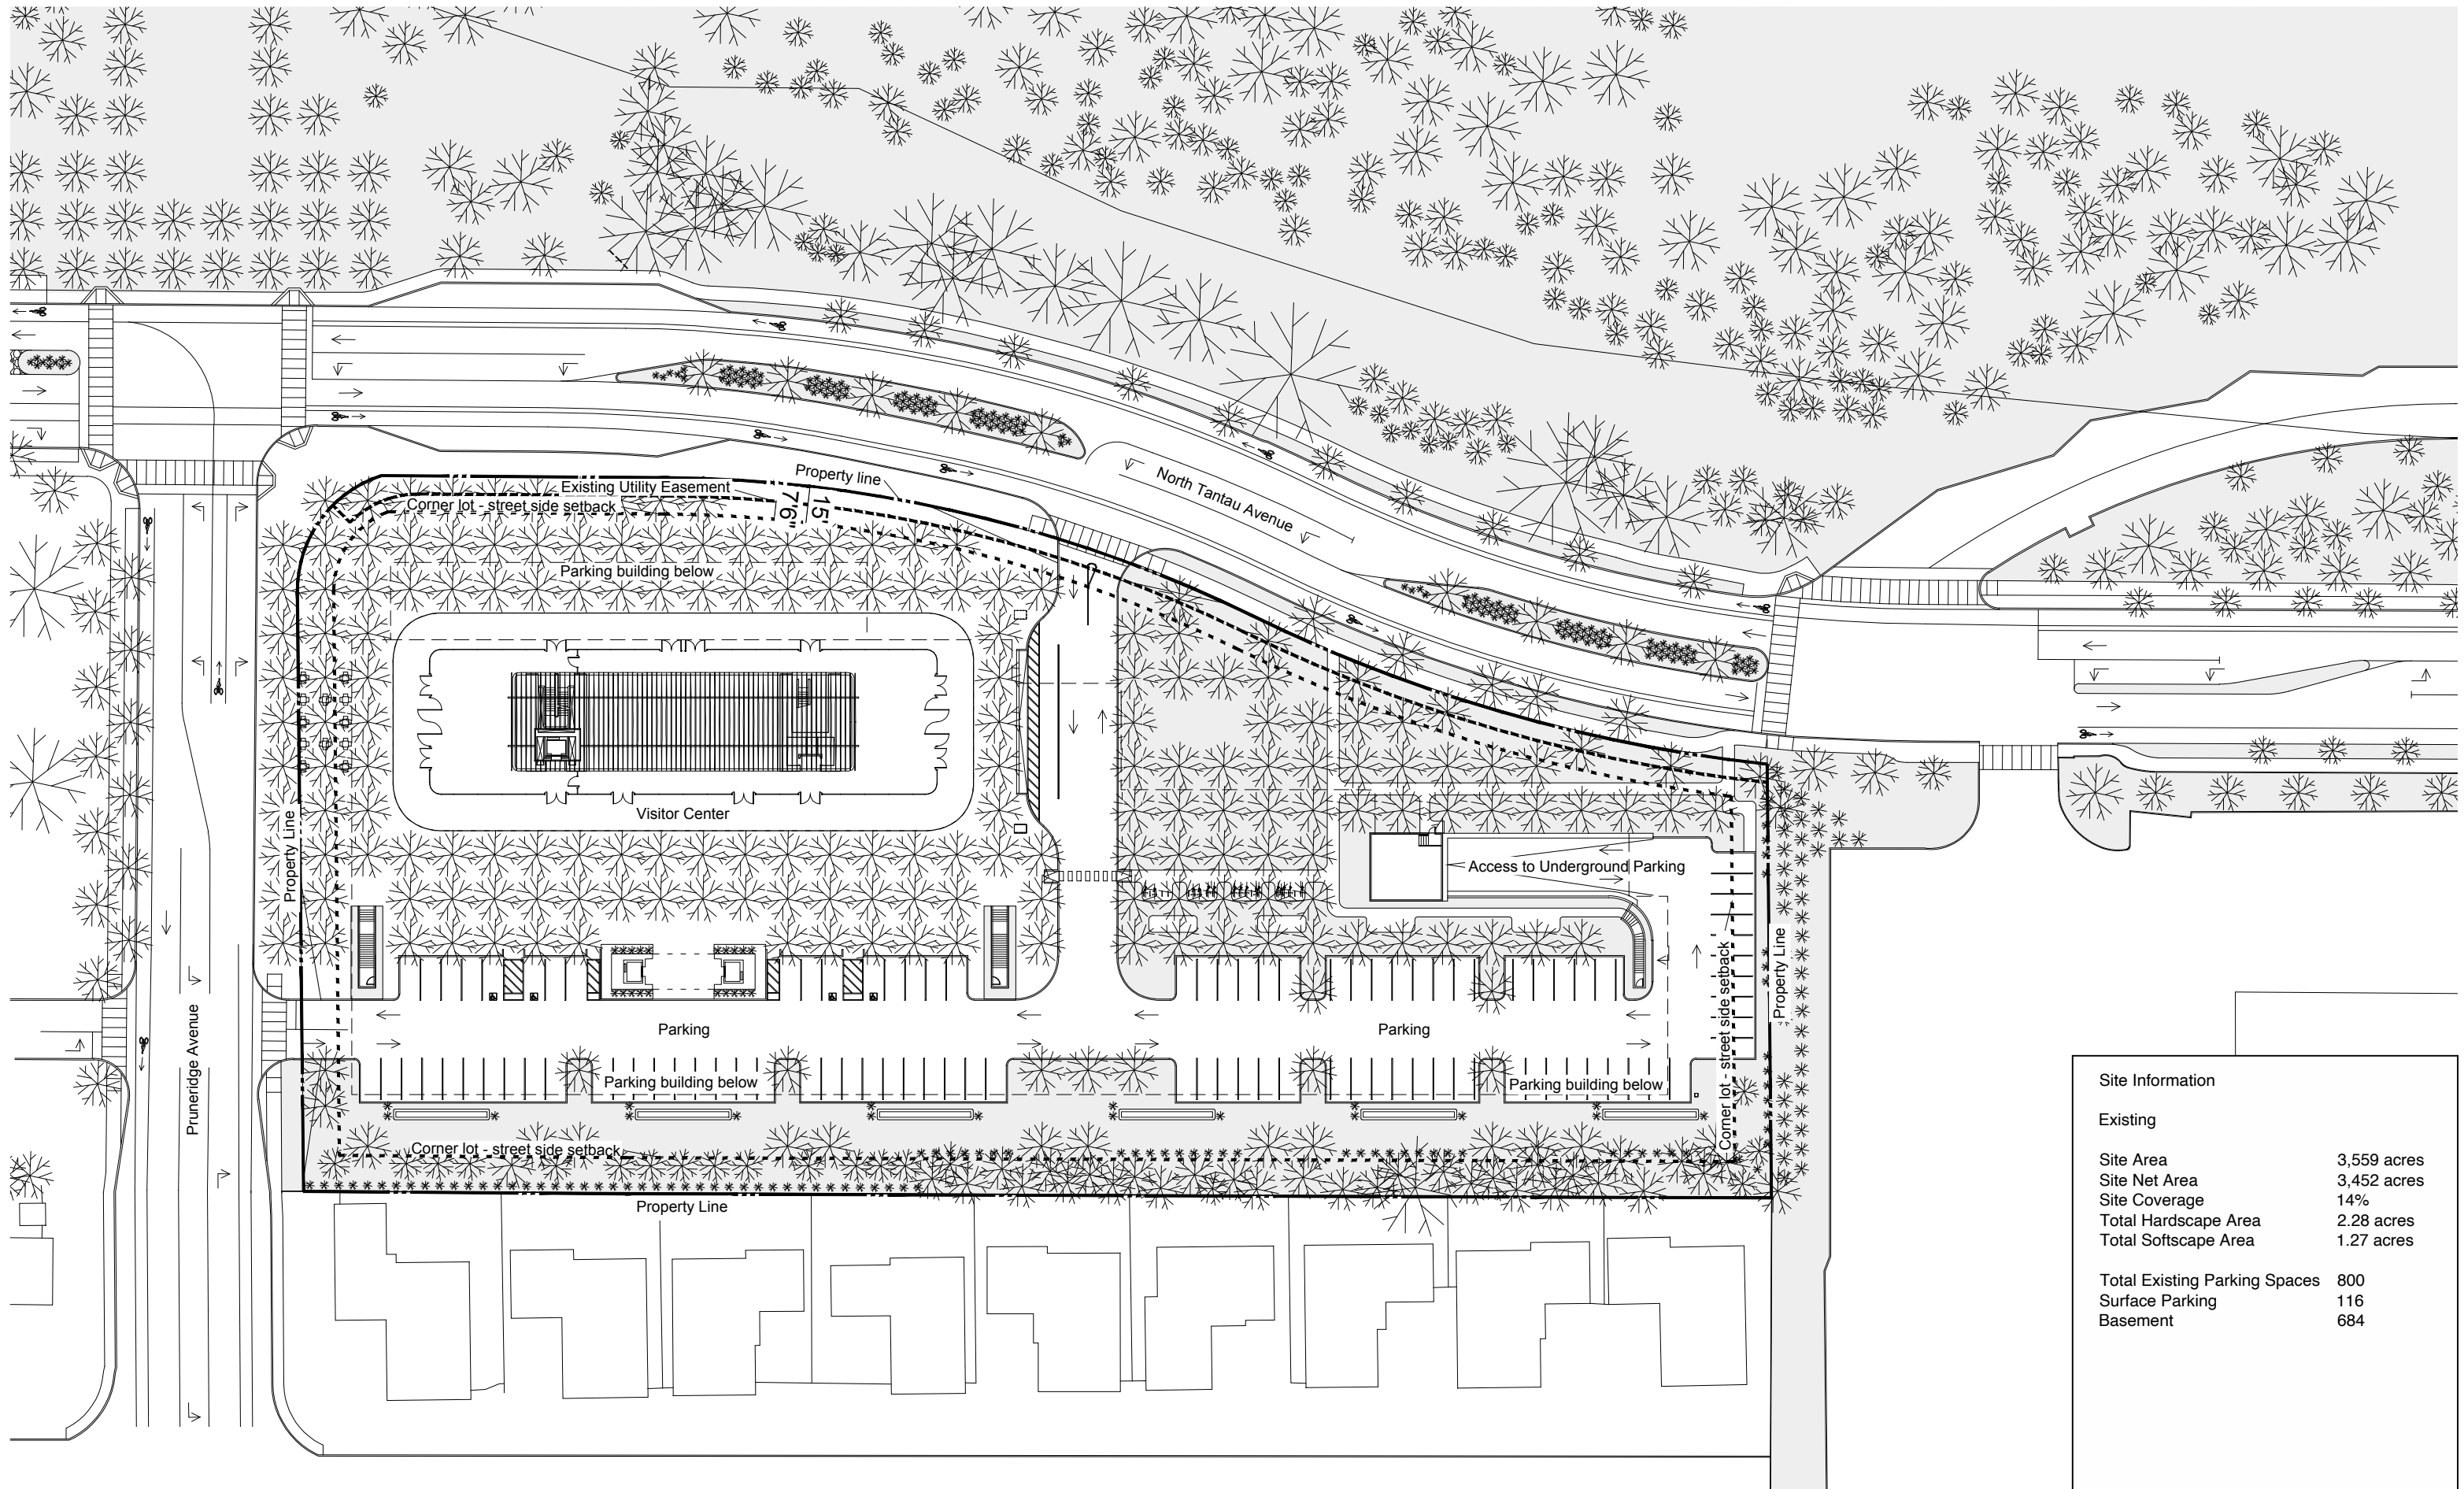 Property line
Existing Utility Easement
Corner lot - street side setback
7'6"
15'
North Tantau Avenue
Parking building below
Visitor Center
Property Line
Access to Underground Parking
Property Line
Corner lot - street side setback
Pruneridge Avenue
Parking
Parking
Parking building below
Parking building below
Corner lot - street side setback
Property Line
Site Information
Existing
Site Area 3,559 acres
Site Net Area 3,452 acres
Site Coverage 14%
Total Hardscape Area 2.28 acres
Total Softscape Area 1.27 acres
Total Existing Parking Spaces 800
Surface Parking 116
Basement 684